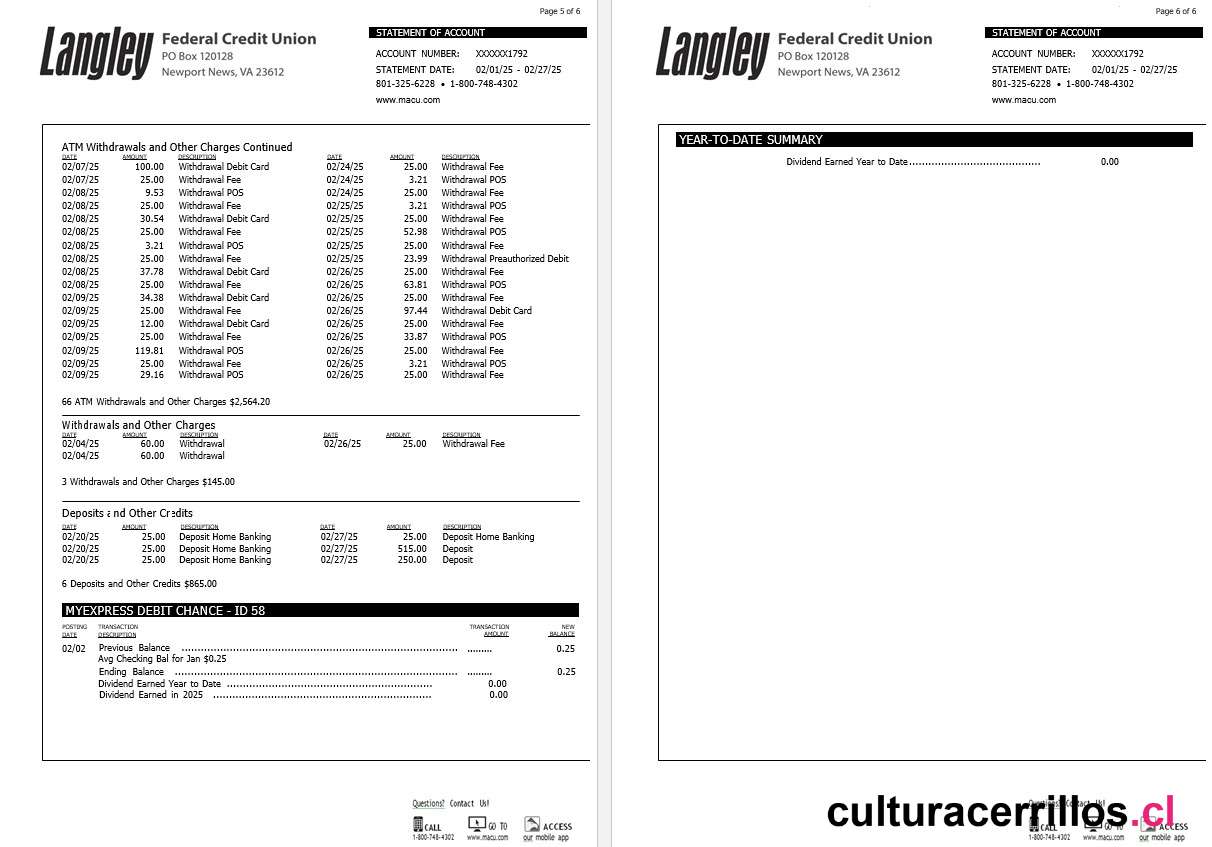 Page 5 of 6
Langley Federal Credit Union
PO Box 120128
Newport News, VA 23612
STATEMENT OF ACCOUNT
ACCOUNT NUMBER: XXXXXX1792
STATEMENT DATE: 02/01/25 - 02/27/25
801-325-6228 • 1-800-748-4302
www.macu.com
ATM Withdrawals and Other Charges Continued
DATE AMOUNT DESCRIPTION DATE AMOUNT DESCRIPTION
02/07/25 100.00 Withdrawal Debit Card 02/24/25 25.00 Withdrawal Fee
02/07/25 25.00 Withdrawal Fee 02/24/25 3.21 Withdrawal POS
02/08/25 9.53 Withdrawal POS 02/24/25 25.00 Withdrawal Fee
02/08/25 25.00 Withdrawal Fee 02/25/25 3.21 Withdrawal POS
02/08/25 30.54 Withdrawal Debit Card 02/25/25 25.00 Withdrawal Fee
02/08/25 25.00 Withdrawal Fee 02/25/25 52.98 Withdrawal POS
02/08/25 3.21 Withdrawal POS 02/25/25 25.00 Withdrawal Fee
02/08/25 25.00 Withdrawal Fee 02/25/25 23.99 Withdrawal Preauthorized Debit
02/08/25 37.78 Withdrawal Debit Card 02/26/25 25.00 Withdrawal Fee
02/08/25 25.00 Withdrawal Fee 02/26/25 63.81 Withdrawal POS
02/09/25 34.38 Withdrawal Debit Card 02/26/25 25.00 Withdrawal Fee
02/09/25 25.00 Withdrawal Fee 02/26/25 97.44 Withdrawal Debit Card
02/09/25 12.00 Withdrawal Debit Card 02/26/25 25.00 Withdrawal Fee
02/09/25 25.00 Withdrawal Fee 02/26/25 33.87 Withdrawal POS
02/09/25 119.81 Withdrawal POS 02/26/25 25.00 Withdrawal Fee
02/09/25 25.00 Withdrawal Fee 02/26/25 3.21 Withdrawal POS
02/09/25 29.16 Withdrawal POS 02/26/25 25.00 Withdrawal Fee
66 ATM Withdrawals and Other Charges $2,564.20
Withdrawals and Other Charges
DATE AMOUNT DESCRIPTION DATE AMOUNT DESCRIPTION
02/04/25 60.00 Withdrawal 02/26/25 25.00 Withdrawal Fee
02/04/25 60.00 Withdrawal
3 Withdrawals and Other Charges $145.00
Deposits and Other Credits
DATE AMOUNT DESCRIPTION DATE AMOUNT DESCRIPTION
02/20/25 25.00 Deposit Home Banking 02/27/25 25.00 Deposit Home Banking
02/20/25 25.00 Deposit Home Banking 02/27/25 515.00 Deposit
02/20/25 25.00 Deposit Home Banking 02/27/25 250.00 Deposit
6 Deposits and Other Credits $865.00
MYEXPRESS DEBIT CHANCE - ID 58
POSTING TRANSACTION TRANSACTION NEW
DATE DESCRIPTION AMOUNT BALANCE
02/02 Previous Balance 0.25
Avg Checking Bal for Jan $0.25
Ending Balance 0.25
Dividend Earned Year to Date 0.00
Dividend Earned in 2025 0.00
Questions? Contact Us!
CALL GO TO ACCESS
1-800-748-4302 www.macu.com our mobile app
Page 6 of 6
Langley Federal Credit Union
PO Box 120128
Newport News, VA 23612
STATEMENT OF ACCOUNT
ACCOUNT NUMBER: XXXXXX1792
STATEMENT DATE: 02/01/25 - 02/27/25
801-325-6228 • 1-800-748-4302
www.macu.com
YEAR-TO-DATE SUMMARY
Dividend Earned Year to Date 0.00
Questions? Contact Us!
culturacerrillos.cl
CALL GO TO ACCESS
1-800-748-4302 www.macu.com our mobile app